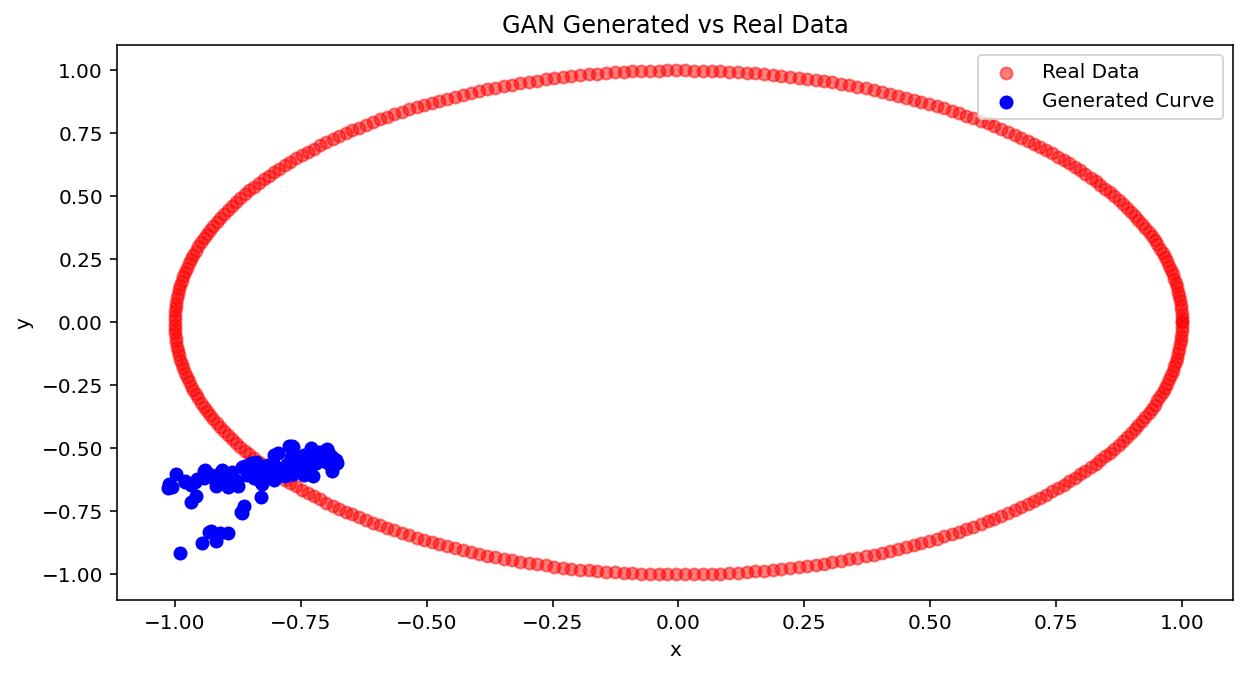 GAN Generated vs Real Data
Real Data
Generated Curve
1.00
0.75
0.50
0.25
0.00
−0.25
−0.50
−0.75
−1.00
y
−1.00 −0.75 −0.50 −0.25 0.00 0.25 0.50 0.75 1.00
x